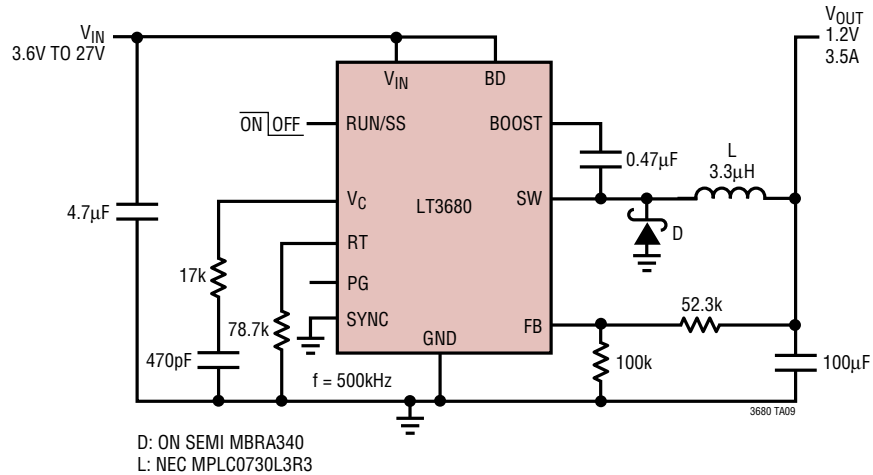 VIN
3.6V TO 27V
VOUT
1.2V
3.5A
VIN
BD
ON OFF
RUN/SS
BOOST
0.47µF
L
3.3µH
4.7µF
VC
LT3680
SW
D
RT
17k
PG
52.3k
78.7k
SYNC
FB
GND
470pF
f = 500kHz
100k
100µF
3680 TA09
D: ON SEMI MBRA340
L: NEC MPLC0730L3R3